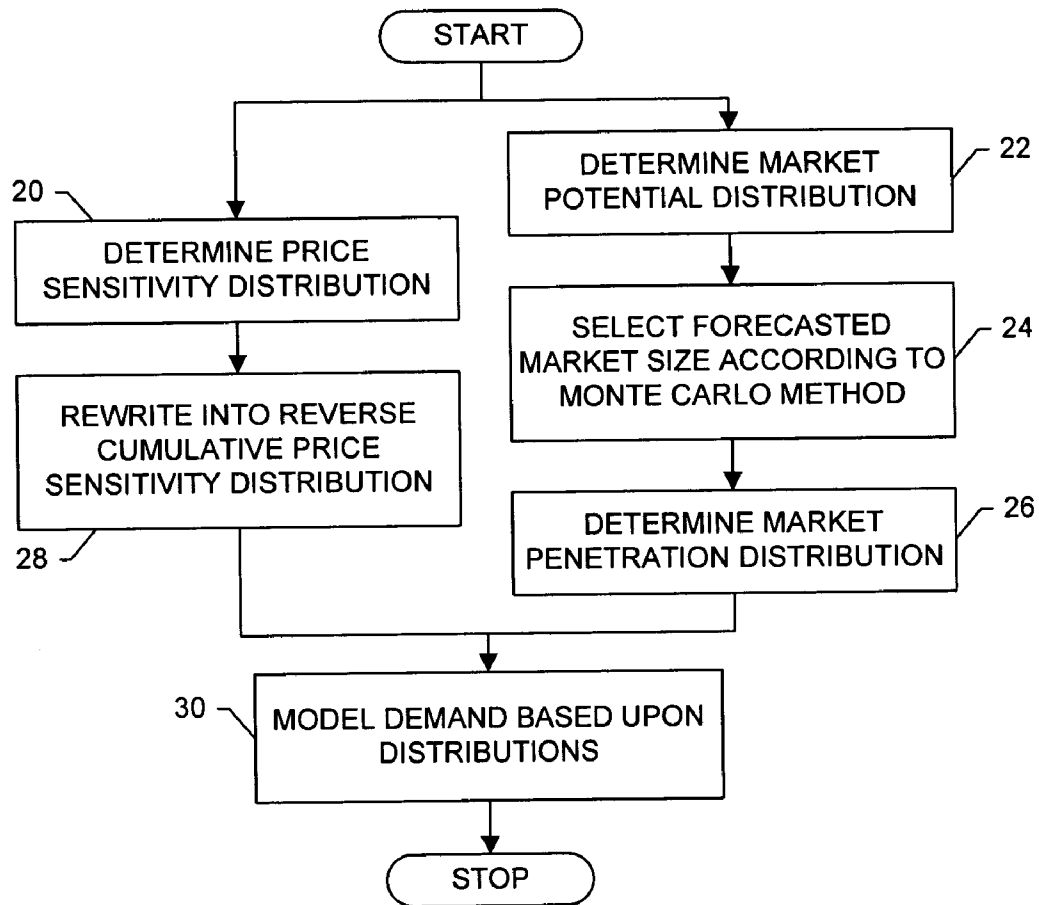 START
22
DETERMINE MARKET
POTENTIAL DISTRIBUTION
20
DETERMINE PRICE
SENSITIVITY DISTRIBUTION
24
SELECT FORECASTED
MARKET SIZE ACCORDING TO
MONTE CARLO METHOD
REWRITE INTO REVERSE
CUMULATIVE PRICE
SENSITIVITY DISTRIBUTION
28
26
DETERMINE MARKET
PENETRATION DISTRIBUTION
30
MODEL DEMAND BASED UPON
DISTRIBUTIONS
STOP